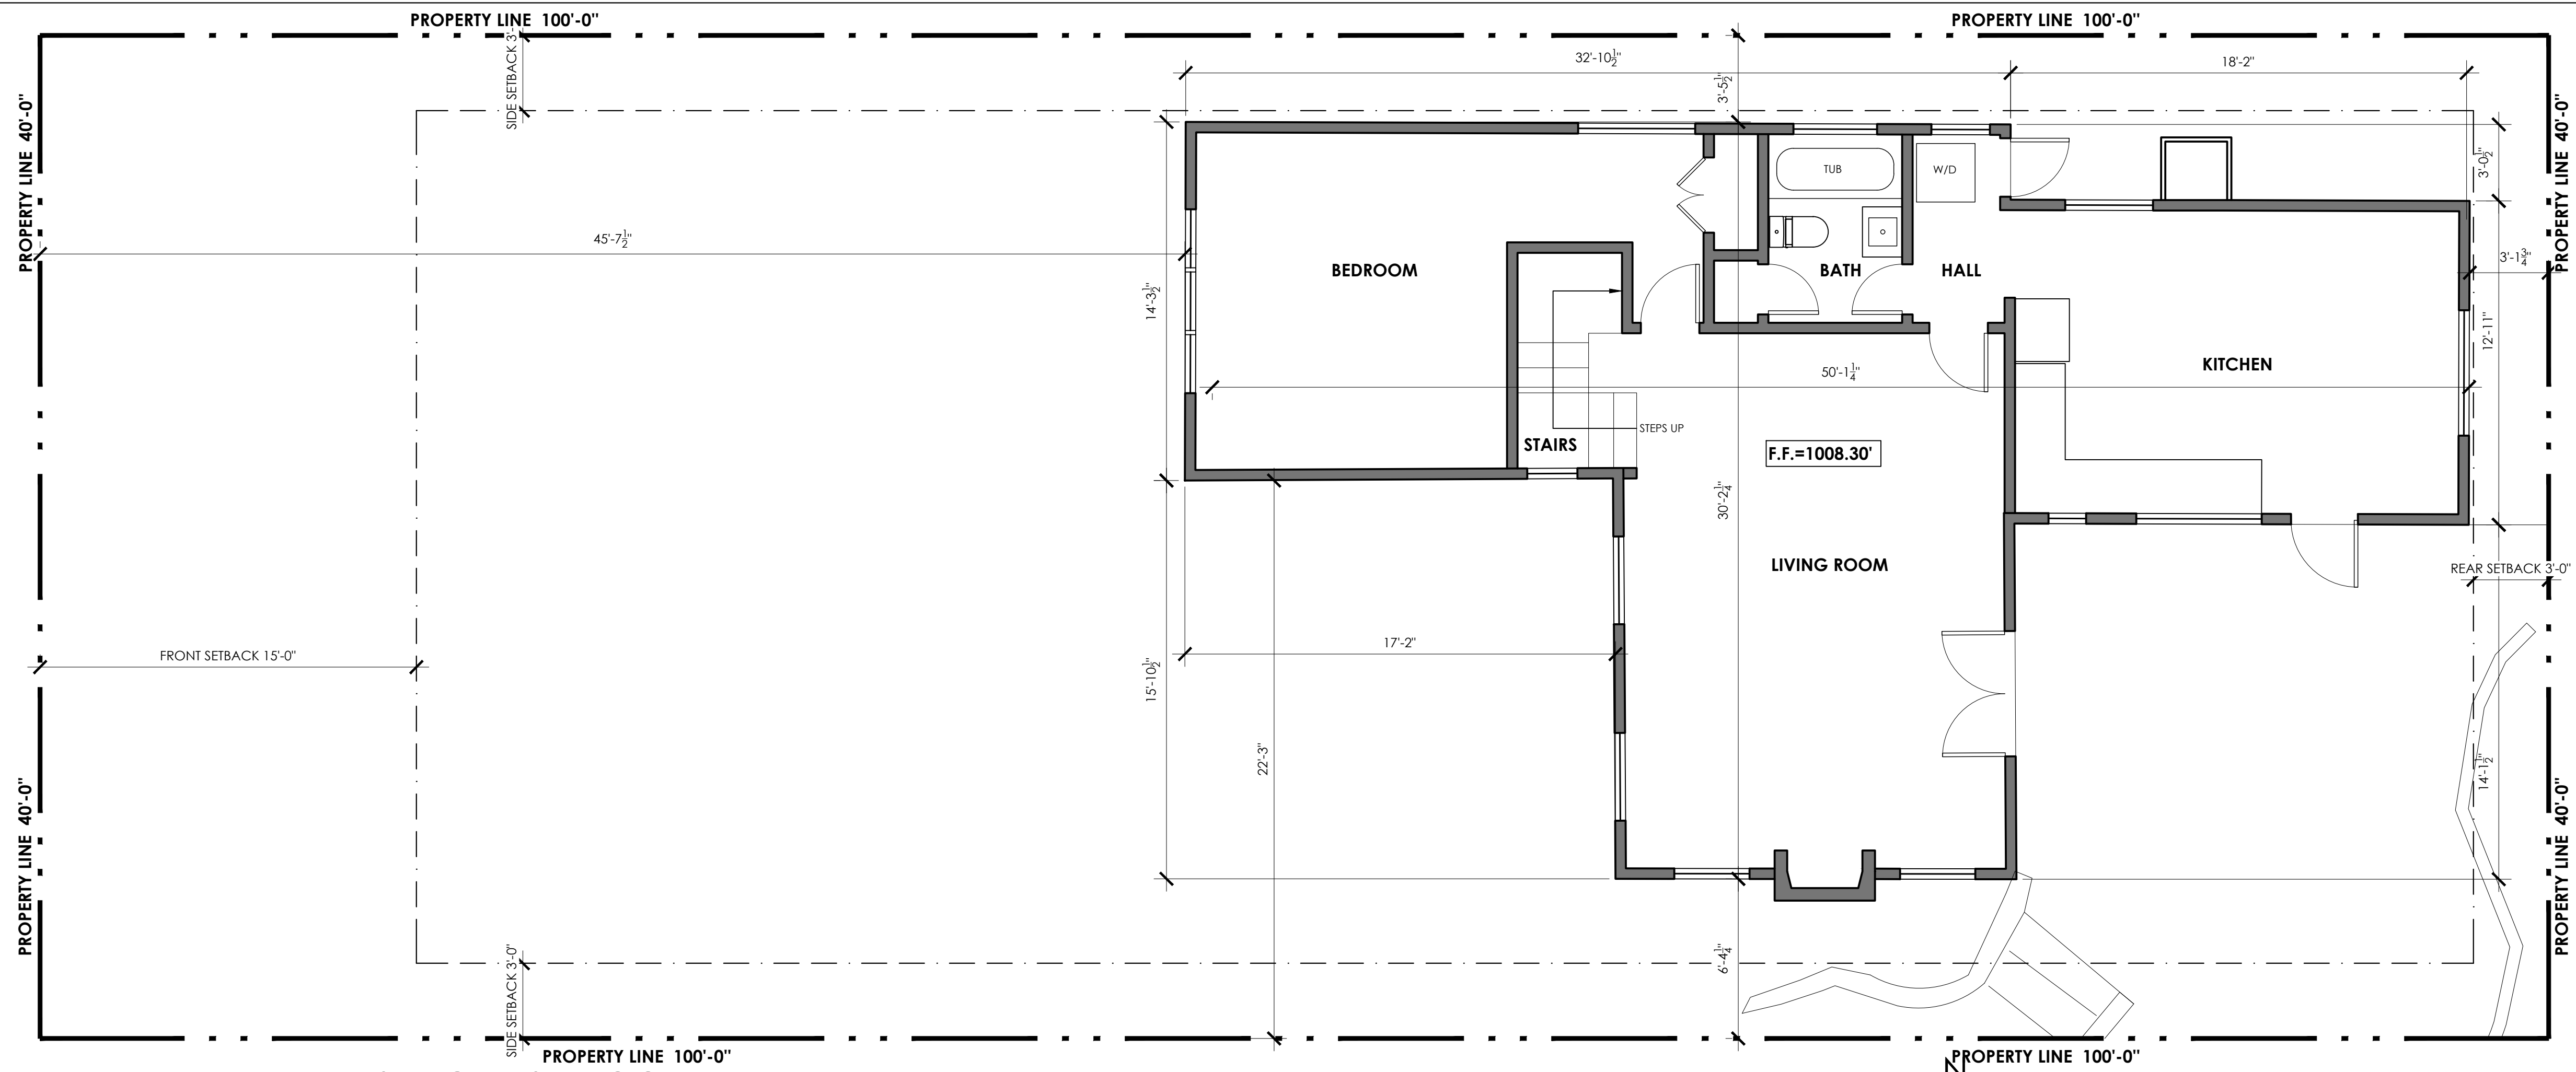 PROPERTY LINE 100'-0"
PROPERTY LINE 100'-0"
SIDE SETBACK 3'-0"
32'-10½"
18'-2"
3'-5½"
PROPERTY LINE 40'-0"
PROPERTY LINE 40'-0"
3'-0½"
TUB
W/D
45'-7½"
3'-1¾"
BEDROOM
BATH
HALL
14'-3½"
12'-11"
KITCHEN
50'-1¼"
STEPS UP
STAIRS
F.F.=1008.30'
30'-2¼"
LIVING ROOM
REAR SETBACK 3'-0"
17'-2"
FRONT SETBACK 15'-0"
15'-10½"
22'-3"
14'-1½"
PROPERTY LINE 40'-0"
PROPERTY LINE 40'-0"
6'-4¼"
SIDE SETBACK 3'-0"
PROPERTY LINE 100'-0"
PROPERTY LINE 100'-0"